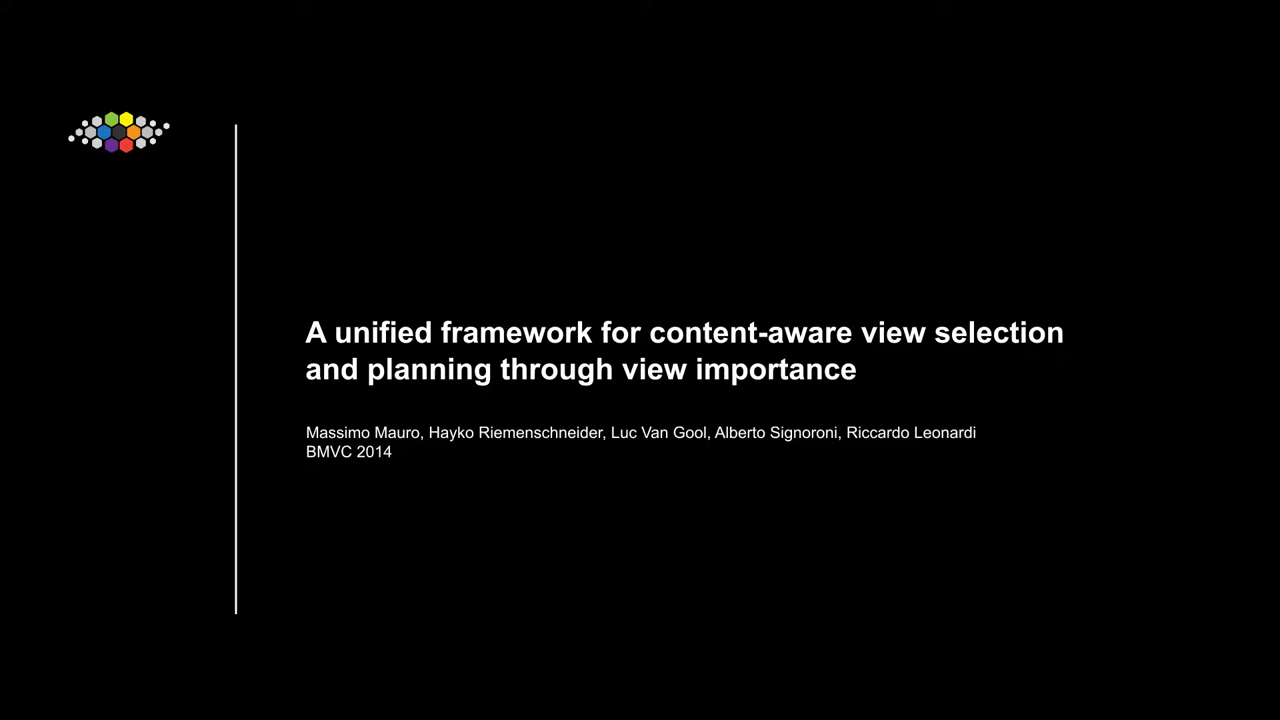 A unified framework for content-aware view selection
and planning through view importance
Massimo Mauro, Hayko Riemenschneider, Luc Van Gool, Alberto Signoroni, Riccardo Leonardi
BMVC 2014